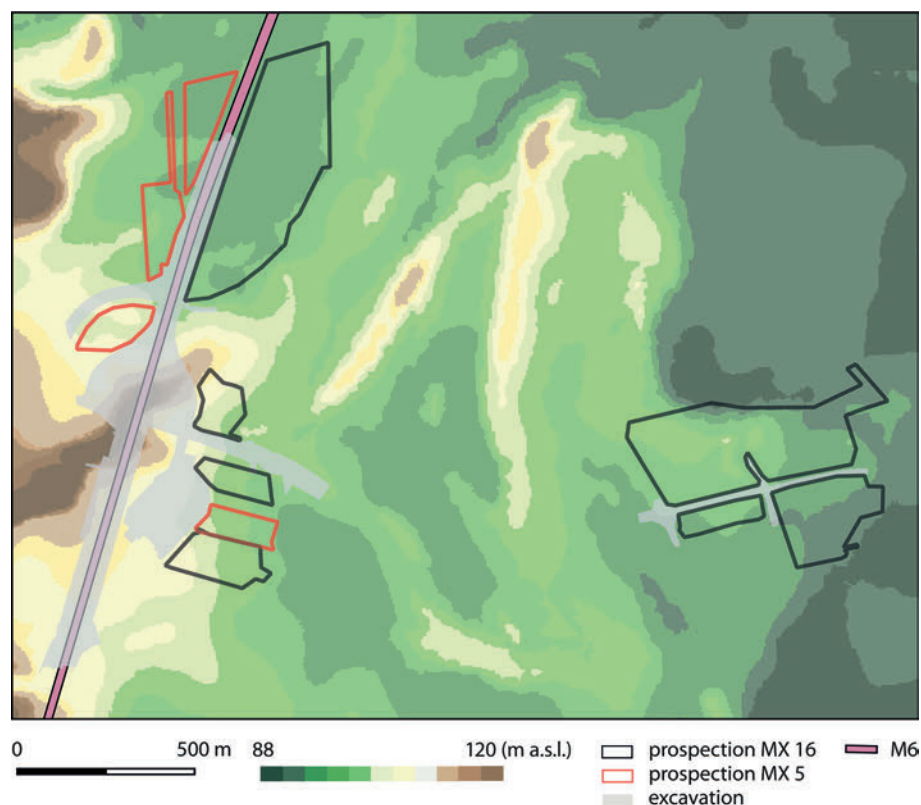 0 500 m 88 120 (m a.s.l.) prospection MX 16 M6
prospection MX 5
excavation